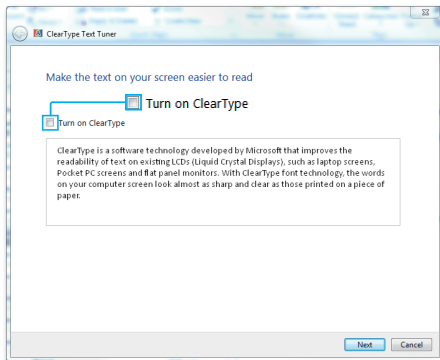 ClearType Text Tuner
Make the text on your screen easier to read
Turn on ClearType
Turn on ClearType
ClearType is a software technology developed by Microsoft that improves the
readability of text on existing LCDs (Liquid Crystal Displays), such as laptop screens,
Pocket PC screens and flat panel monitors. With ClearType font technology, the words
on your computer screen look almost as sharp and clear as those printed on a piece of
paper.
Next Cancel